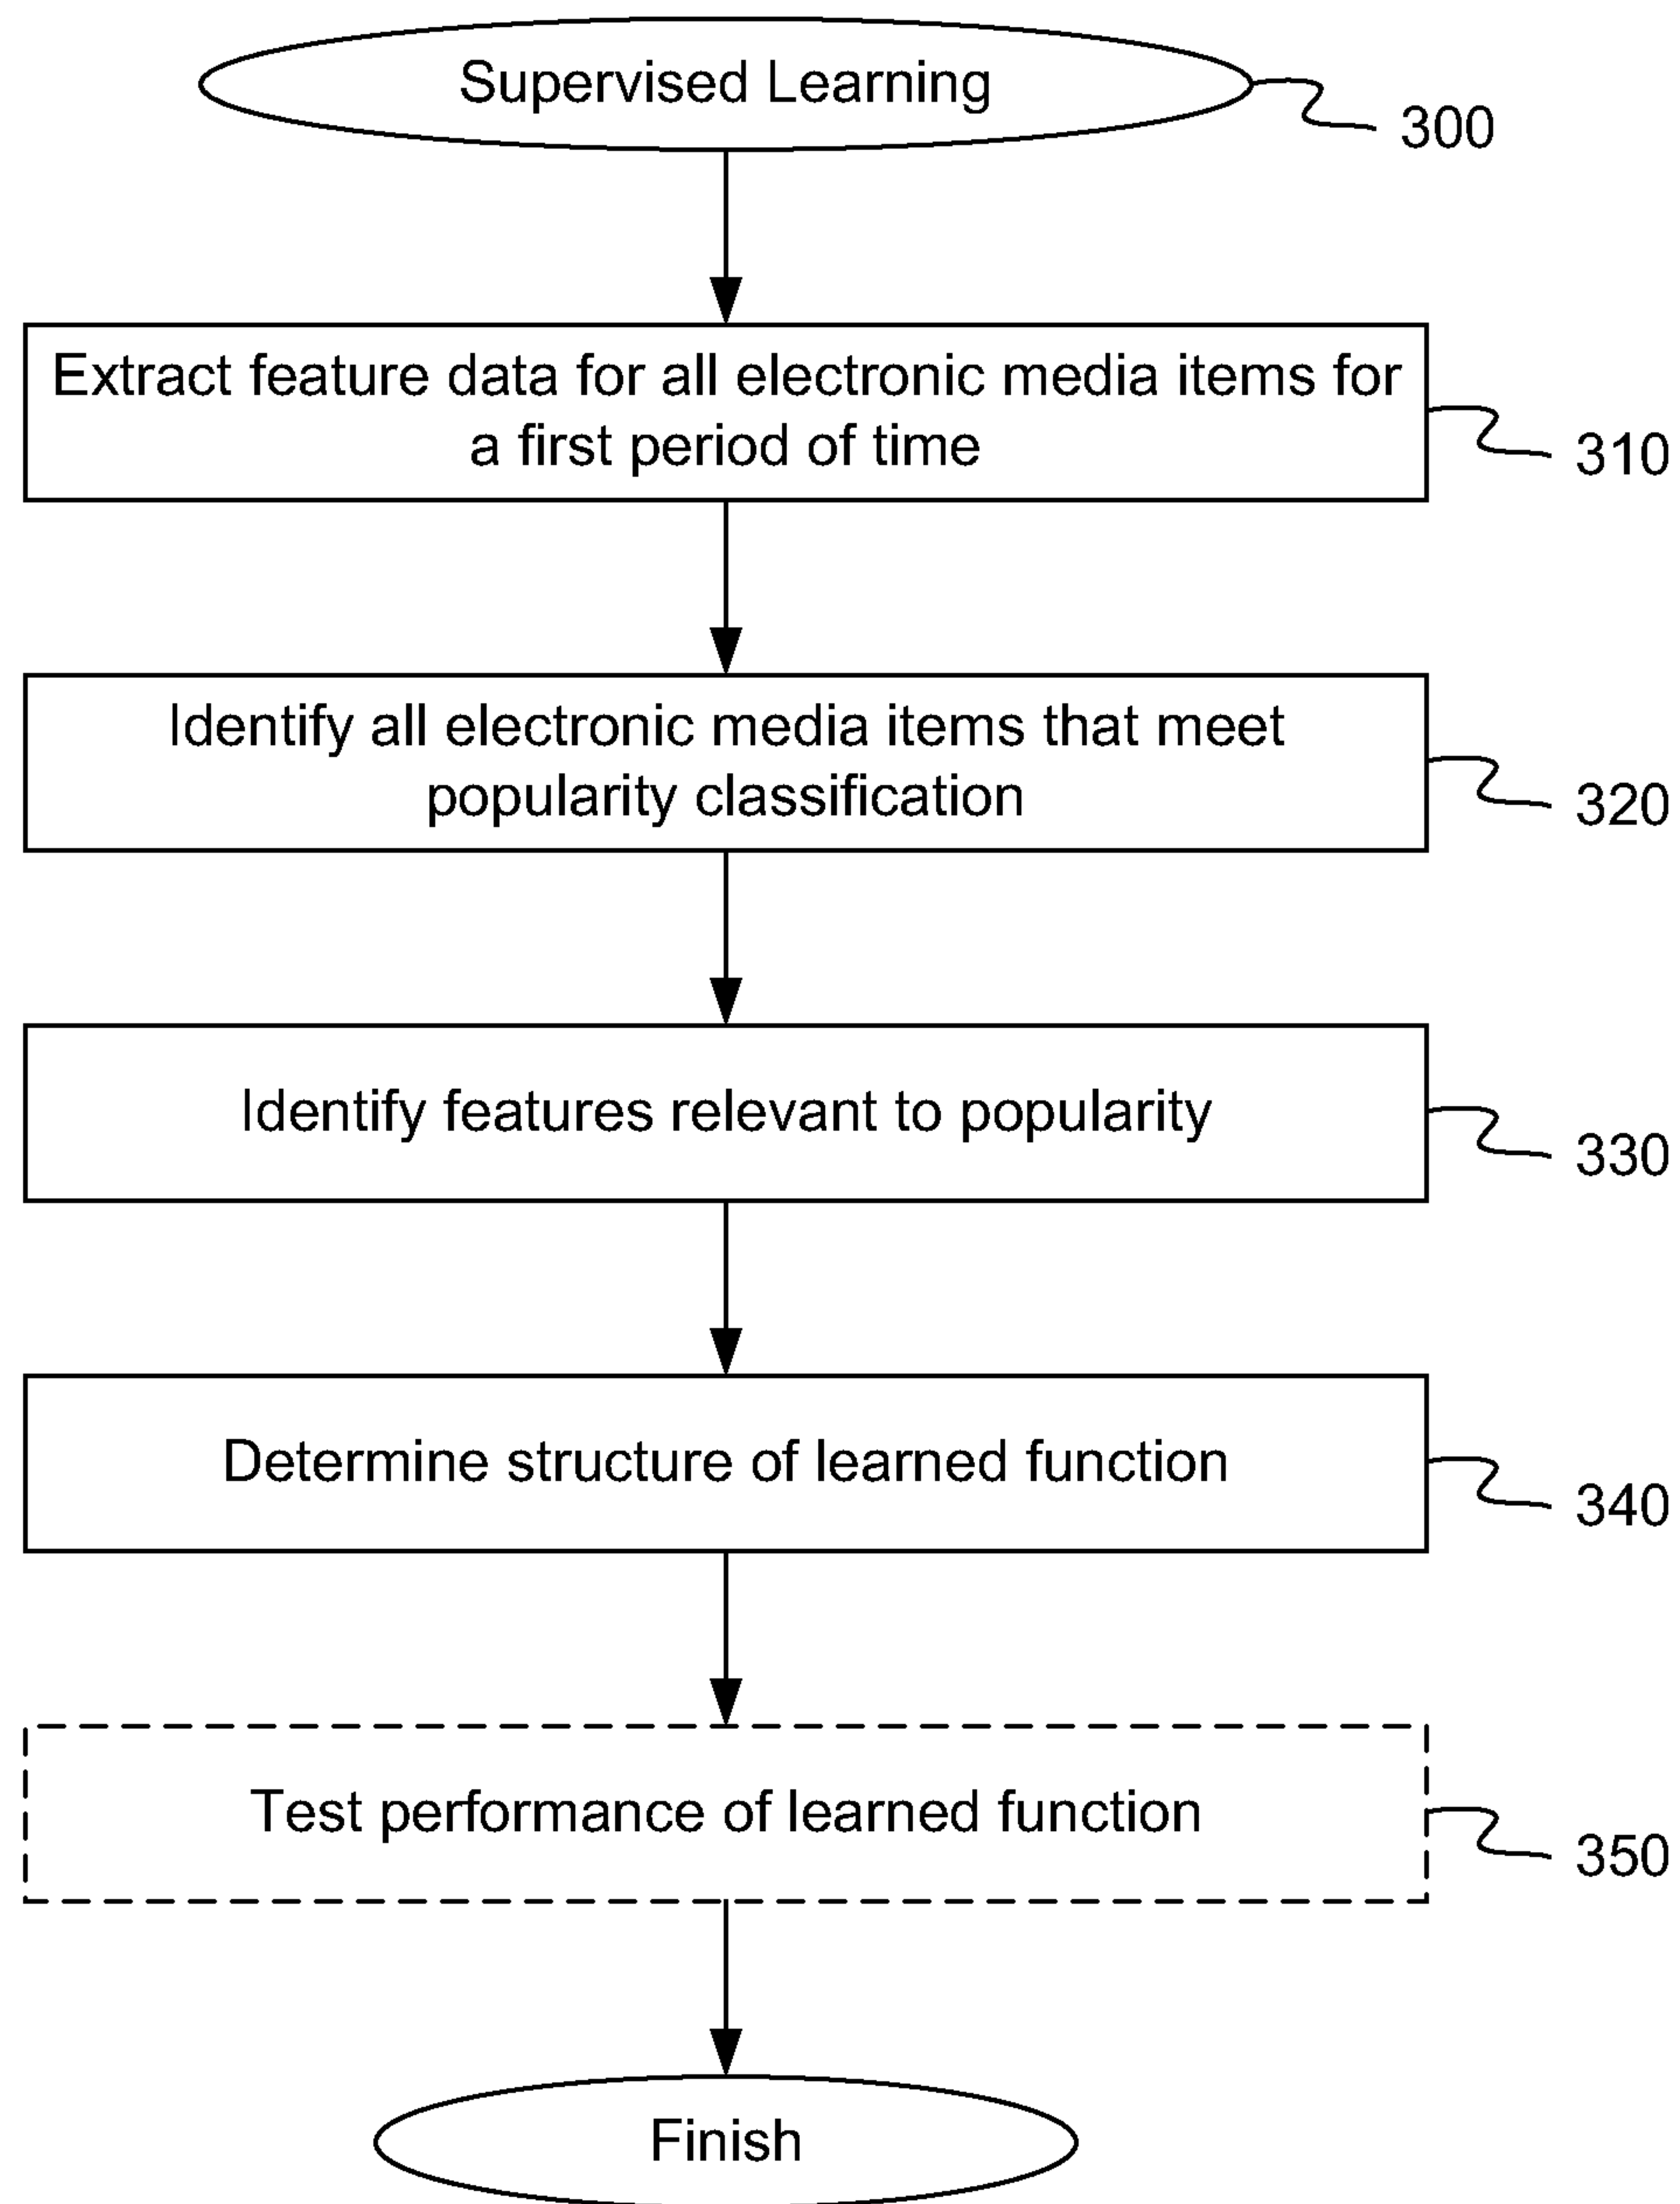 Supervised Learning
300
Extract feature data for all electronic media items for
a first period of time
310
Identify all electronic media items that meet
popularity classification
320
Identify features relevant to popularity
330
Determine structure of learned function
340
Test performance of learned function
350
Finish